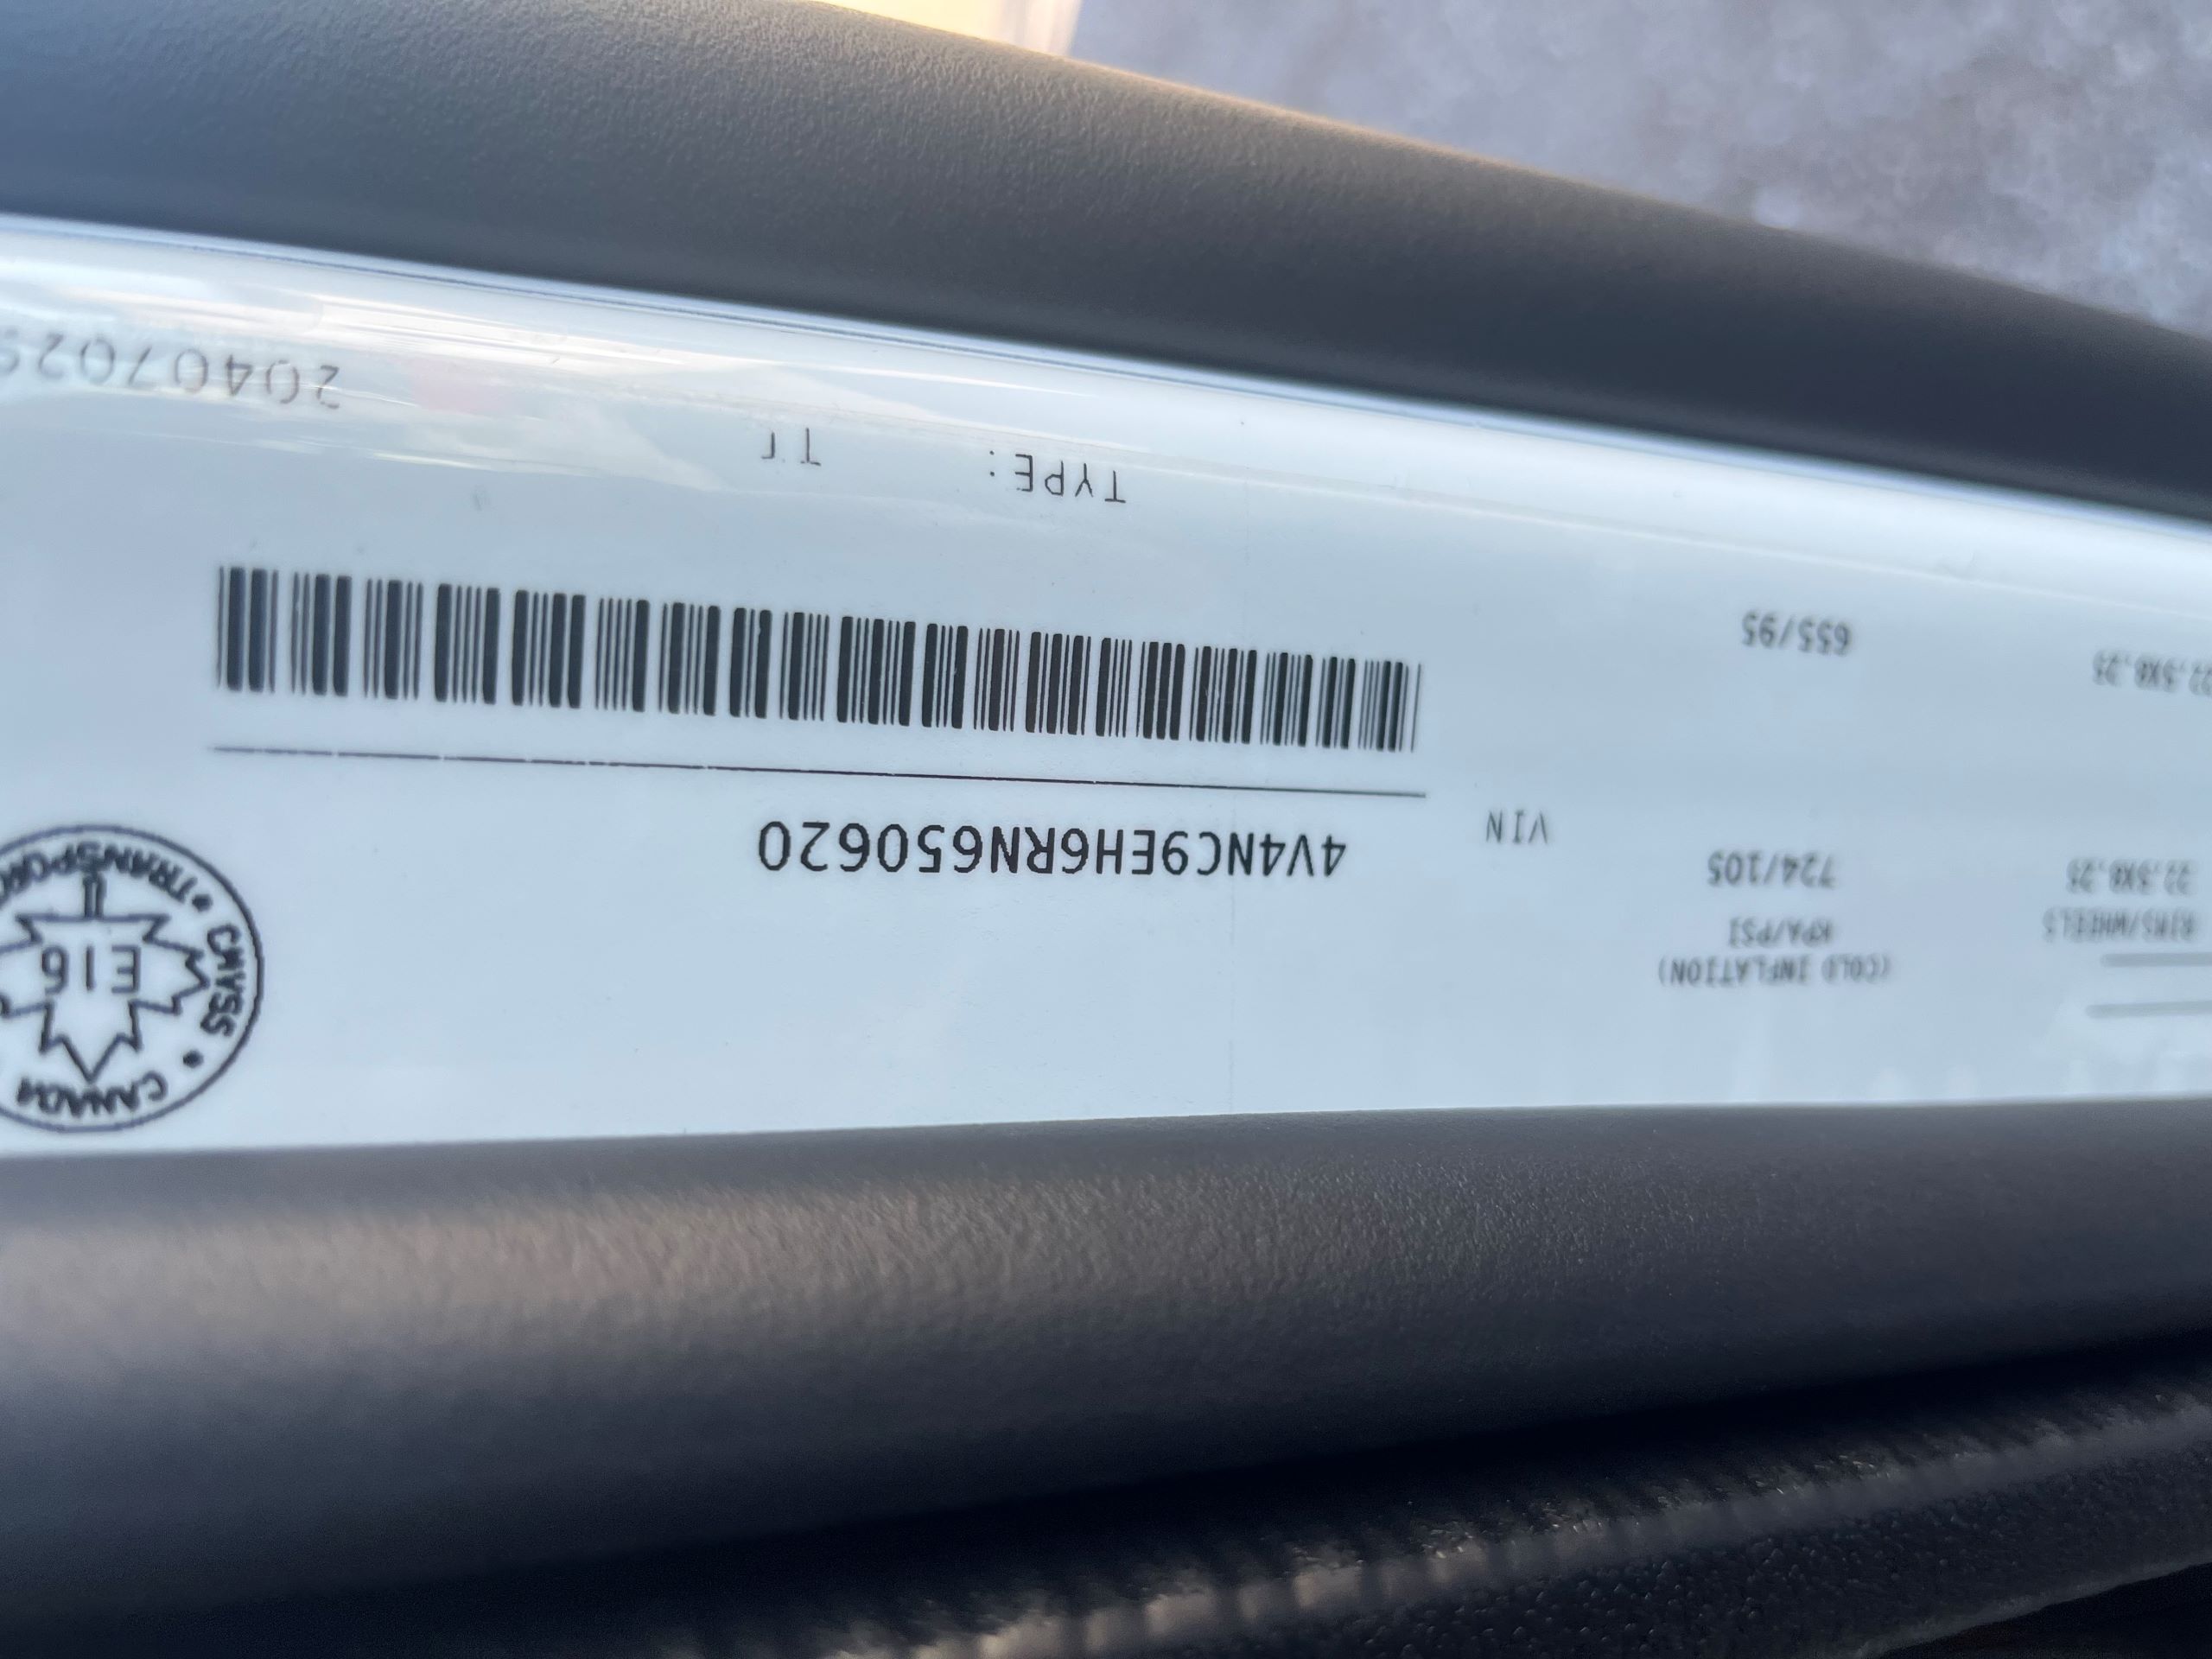 RIMS/WHEELS
22.5X8.25
22.5X8.25
(COLD INFLATION)
KPA/PSI
724/105
655/95
VIN
4V4NC9EH6RN650620
TYPE: TT
2040702
CANADA • CMVSS • TRANSPOR
E16